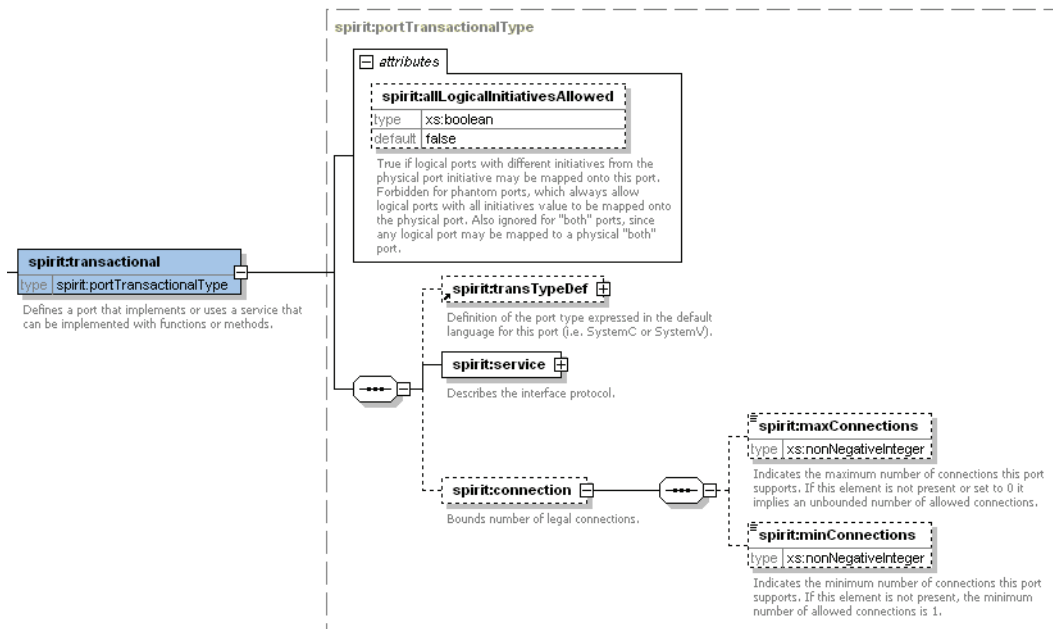 spirit:portTransactionalType
attributes
spirit:allLogicalInitiativesAllowed
type xs:boolean
default false
True if logical ports with different initiatives from the
physical port initiative may be mapped onto this port.
Forbidden for phantom ports, which always allow
logical ports with all initiatives value to be mapped onto
the physical port. Also ignored for "both" ports, since
any logical port may be mapped to a physical "both"
port.
spirit:transactional
type spirit:portTransactionalType
Defines a port that implements or uses a service that
can be implemented with functions or methods.
spirit:transTypeDef
Definition of the port type expressed in the default
language for this port (i.e. SystemC or SystemV).
spirit:service
Describes the interface protocol.
spirit:connection
Bounds number of legal connections.
spirit:maxConnections
type xs:nonNegativeInteger
Indicates the maximum number of connections this port
supports. If this element is not present or set to 0 it
implies an unbounded number of allowed connections.
spirit:minConnections
type xs:nonNegativeInteger
Indicates the minimum number of connections this port
supports. If this element is not present, the minimum
number of allowed connections is 1.